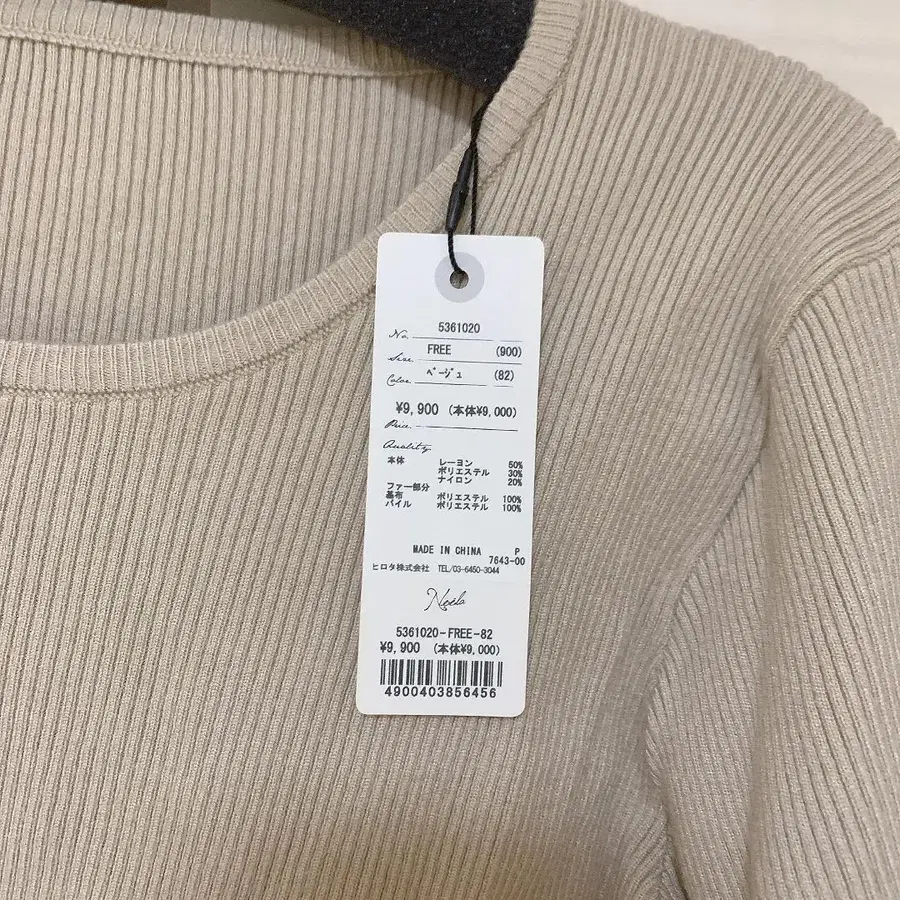 No. 5361020
Size FREE (900)
Color ベージュ (82)
¥9,900 (本体¥9,000)
Price
Quality
本体 レーヨン 50%
ポリエステル 30%
ナイロン 20%
ファー部分
基布 ポリエステル 100%
パイル ポリエステル 100%
MADE IN CHINA P
7643-00
ヒロタ株式会社 TEL/03-6450-3044
Noéla
5361020-FREE-82
¥9,900 (本体¥9,000)
4900403856456